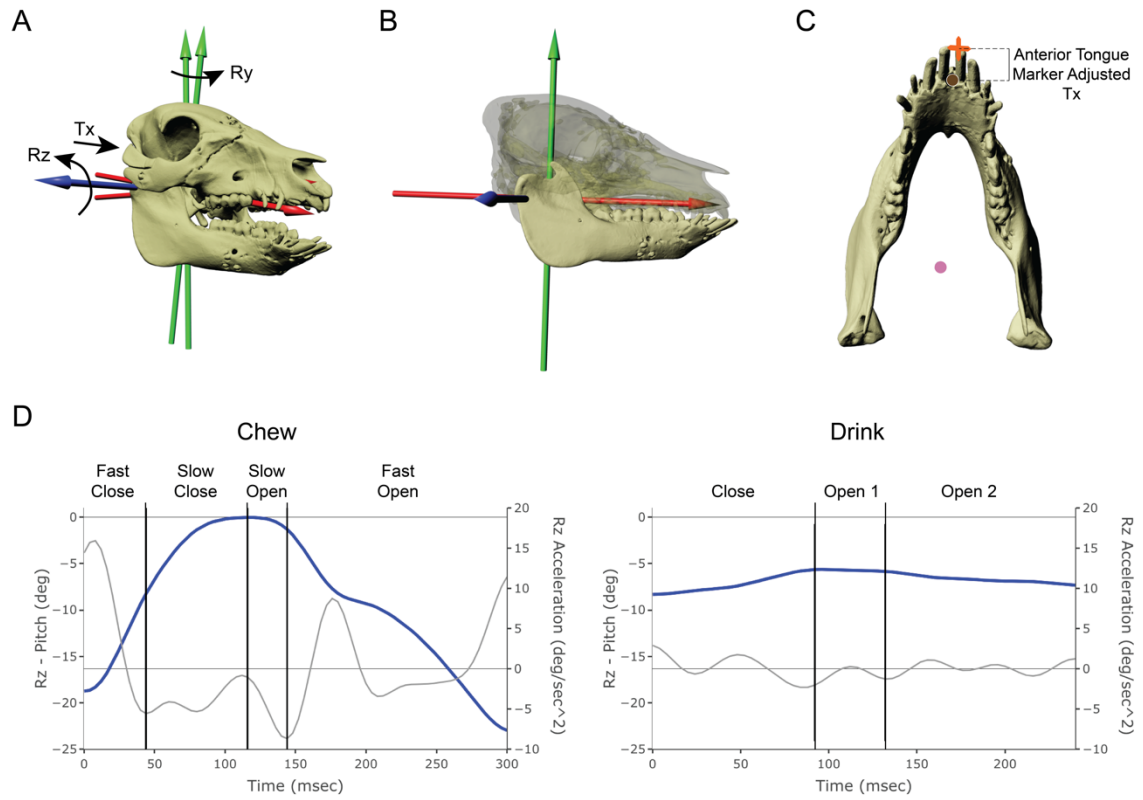 A
B
C
Ry
Tx
Rz
Anterior Tongue
Marker Adjusted
Tx
D
Chew
Drink
Fast
Close
Slow
Close
Slow
Open
Fast
Open
Close
Open 1
Open 2
0
−5
−10
−15
−20
−25
Rz - Pitch (deg)
20
15
10
5
0
−5
−10
Rz Acceleration (deg/sec^2)
0
50
100
150
200
250
300
Time (msec)
0
−5
−10
−15
−20
−25
Rz - Pitch (deg)
20
15
10
5
0
−5
−10
Rz Acceleration (deg/sec^2)
0
50
100
150
200
Time (msec)